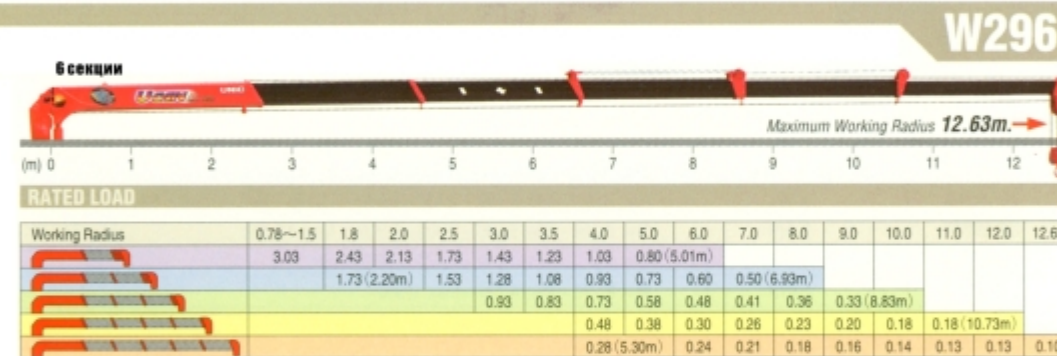 W296
6 секции
Maximum Working Radius 12.63m.
(m) 0 1 2 3 4 5 6 7 8 9 10 11 12
RATED LOAD
Working Radius 0.78～1.5 1.8 2.0 2.5 3.0 3.5 4.0 5.0 6.0 7.0 8.0 9.0 10.0 11.0 12.0 12.6
3.03 2.43 2.13 1.73 1.43 1.23 1.03 0.80(5.01m)
1.73(2.20m) 1.53 1.28 1.08 0.93 0.73 0.60 0.50(6.93m)
0.93 0.83 0.73 0.58 0.48 0.41 0.36 0.33(8.83m)
0.48 0.38 0.30 0.26 0.23 0.20 0.18 0.18(10.73m)
0.28(5.30m) 0.24 0.21 0.18 0.16 0.14 0.13 0.13